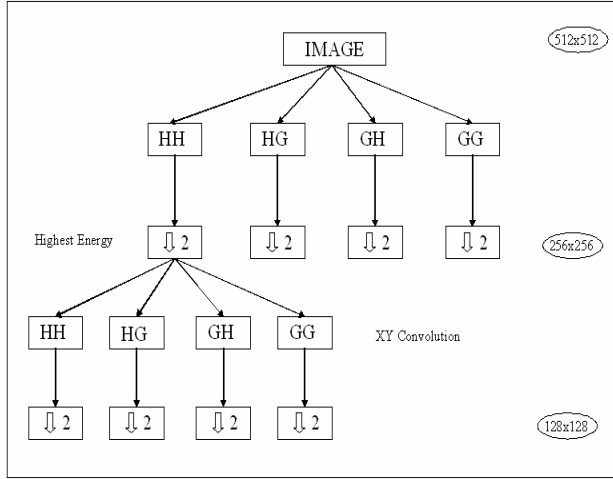 IMAGE
512x512
HH HG GH GG
Highest Energy ⇩ 2 ⇩ 2 ⇩ 2 ⇩ 2 256x256
HH HG GH GG XY Convolution
⇩ 2 ⇩ 2 ⇩ 2 ⇩ 2 128x128